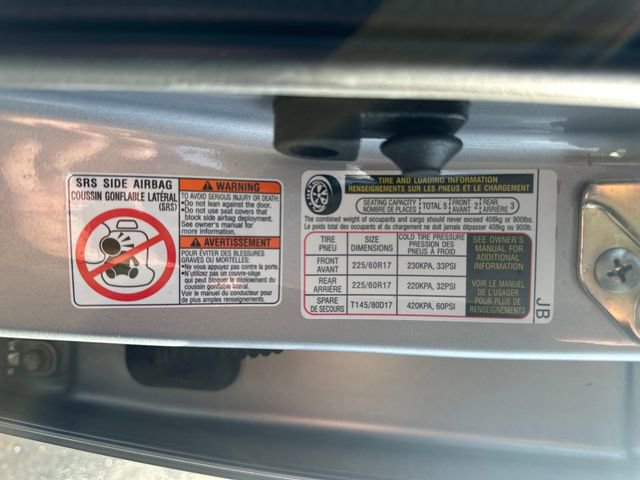 SRS SIDE AIRBAG
COUSSIN GONFLABLE LATÉRAL
(SRS)
WARNING
TO AVOID SERIOUS INJURY OR DEATH:
•Do not lean against the door.
•Do not use seat covers that
block side airbag deployment.
See owner's manual for
more information.
AVERTISSEMENT
POUR ÉVITER DES BLESSURES
GRAVES OU MORTELLES:
•Ne vous appuyez pas contre la porte.
•N'utilisez pas un couvre-siège
qui peut bloquer le déploiement du
coussin gonflable latéral.
Voir le manuel du conducteur pour
de plus amples renseignements.
TIRE AND LOADING INFORMATION
RENSEIGNEMENTS SUR LES PNEUS ET LE CHARGEMENT
SEATING CAPACITY
NOMBRE DE PLACES
TOTAL 5
FRONT
AVANT
2
REAR
ARRIÈRE
3
The combined weight of occupants and cargo should never exceed 408kg or 900lbs.
Le poids total des occupants et du chargement ne doit jamais dépasser 408kg ou 900lb.
TIRE
PNEU
SIZE
DIMENSIONS
COLD TIRE PRESSURE
PRESSION DES
PNEUS À FROID
FRONT
AVANT
225/60R17
230KPA, 33PSI
REAR
ARRIÈRE
225/60R17
220KPA, 32PSI
SPARE
DE SECOURS
T145/80D17
420KPA, 60PSI
SEE OWNER'S
MANUAL FOR
ADDITIONAL
INFORMATION
VOIR LE MANUEL
DE L'USAGER
POUR PLUS DE
RENSEIGNEMENTS
JB